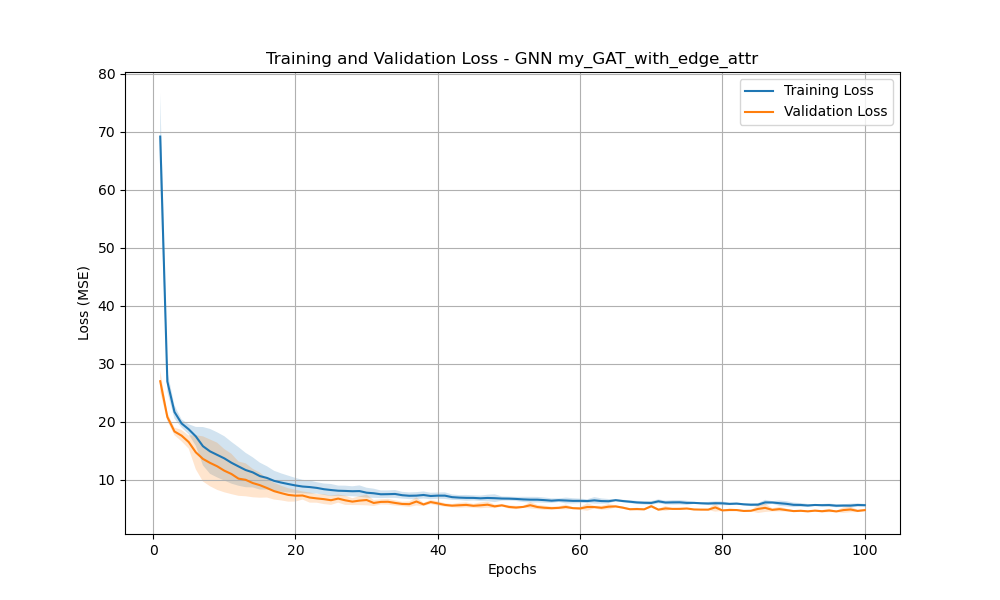 Training and Validation Loss - GNN my_GAT_with_edge_attr
Training Loss
Validation Loss
80
70
60
50
40
30
20
10
Loss (MSE)
0
20
40
60
80
100
Epochs